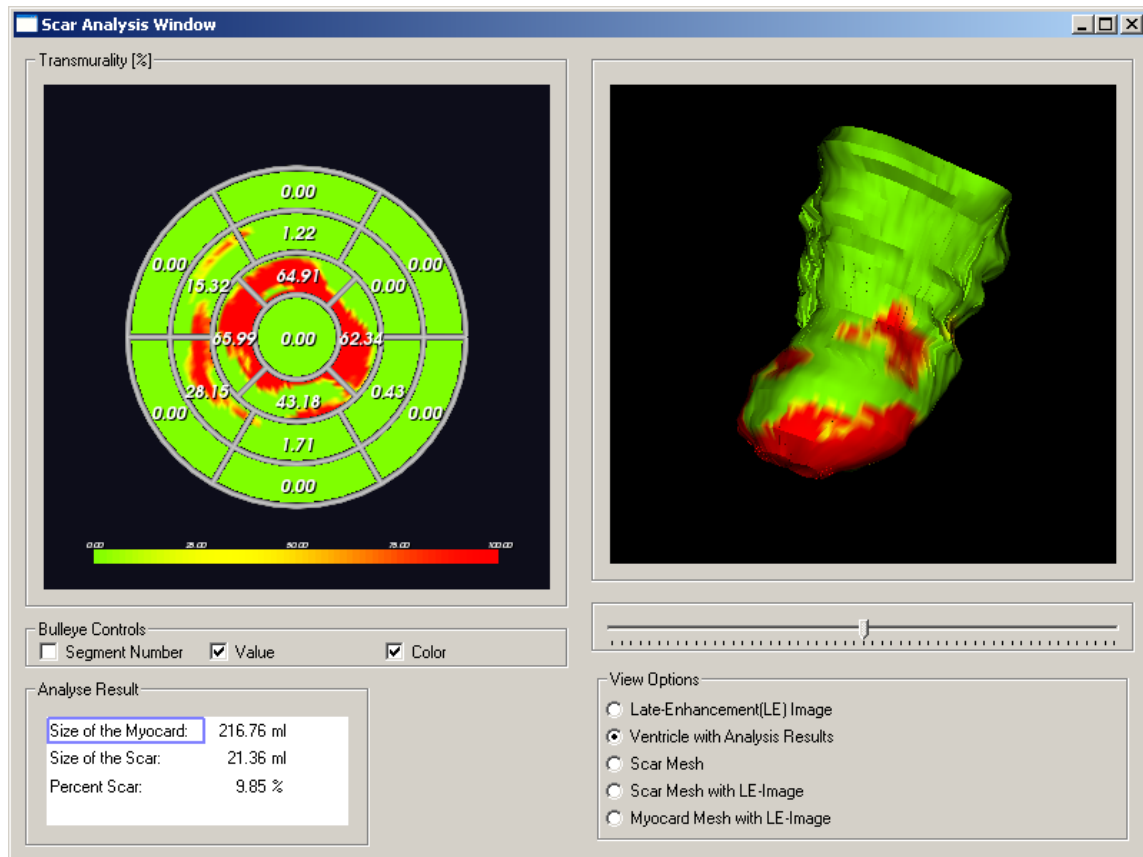 Scar Analysis Window
Transmurality [%]
0.00
1.22
0.00
0.00
15.32
64.91
0.00
65.99
0.00
62.34
28.15
43.18
0.43
0.00
0.00
1.71
0.00
0.00 25.00 50.00 75.00 100.00
Bulleye Controls
Segment Number Value Color
Analyse Result
Size of the Myocard: 216.76 ml
Size of the Scar: 21.36 ml
Percent Scar: 9.85 %
View Options
Late-Enhancement(LE) Image
Ventricle with Analysis Results
Scar Mesh
Scar Mesh with LE-Image
Myocard Mesh with LE-Image